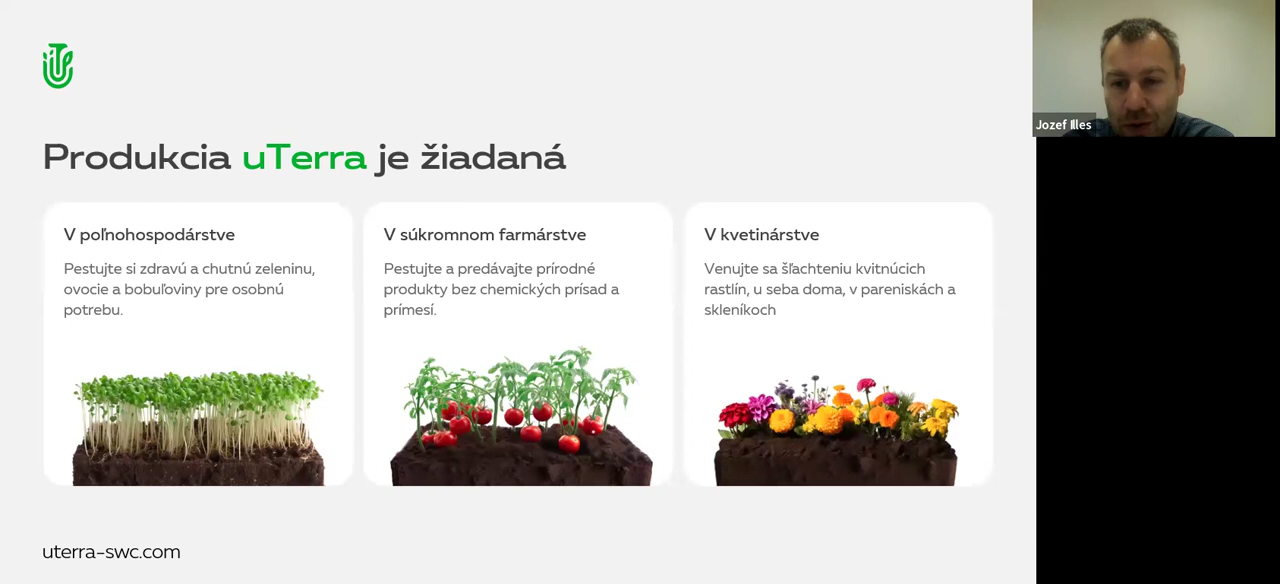 Produkcia uTerra je žiadaná
V poľnohospodárstve
Pestujte si zdravú a chutnú zeleninu,
ovocie a bobuľoviny pre osobnú
potrebu.
V súkromnom farmárstve
Pestujte a predávajte prírodné
produkty bez chemických prísad a
prímesí.
V kvetinárstve
Venujte sa šľachteniu kvitnúcich
rastlín, u seba doma, v pareniskách a
skleníkoch
uterra-swc.com
Jozef Illes